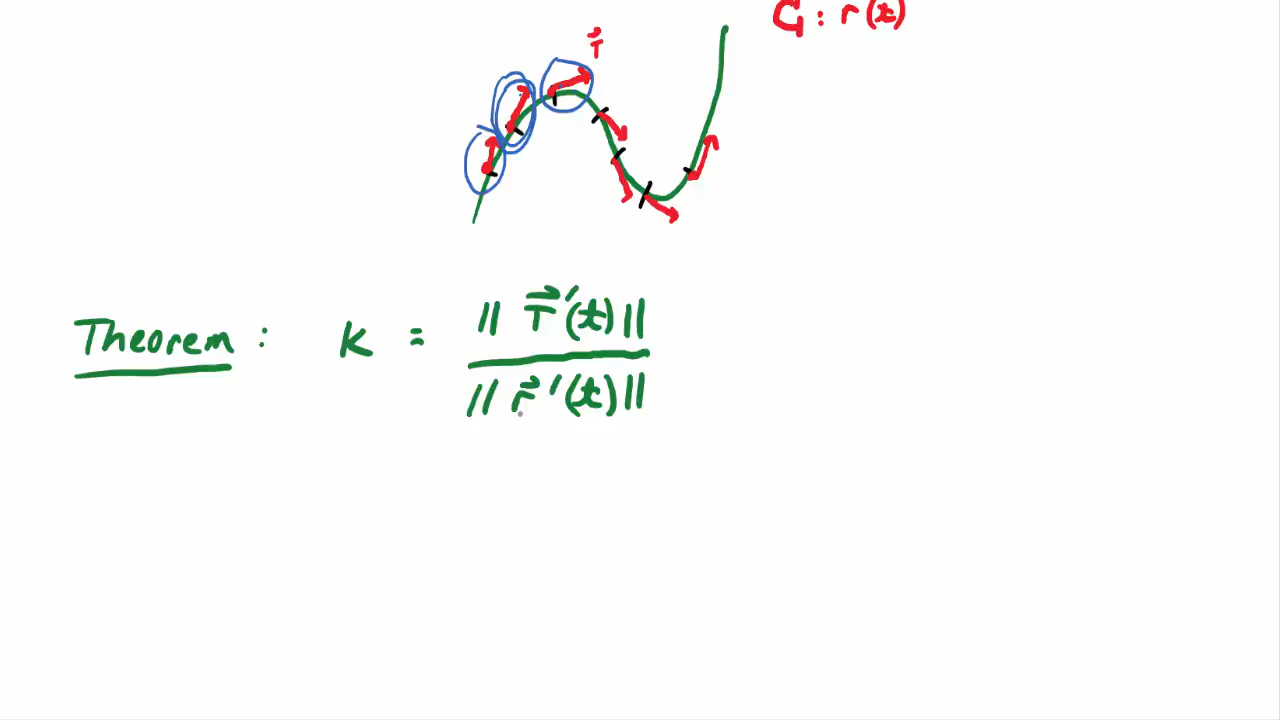 C : r(t)
T⃗
Theorem : K = || T⃗'(t) || / || r⃗'(t) ||